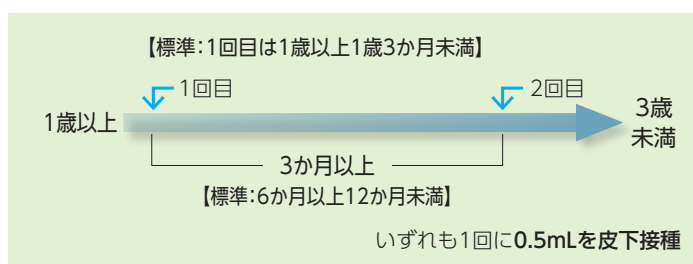 【標準:1回目は1歳以上1歳3か月未満】
1回目
2回目
1歳以上
3歳
未満
3か月以上
【標準:6か月以上12か月未満】
いずれも1回に0.5mLを皮下接種